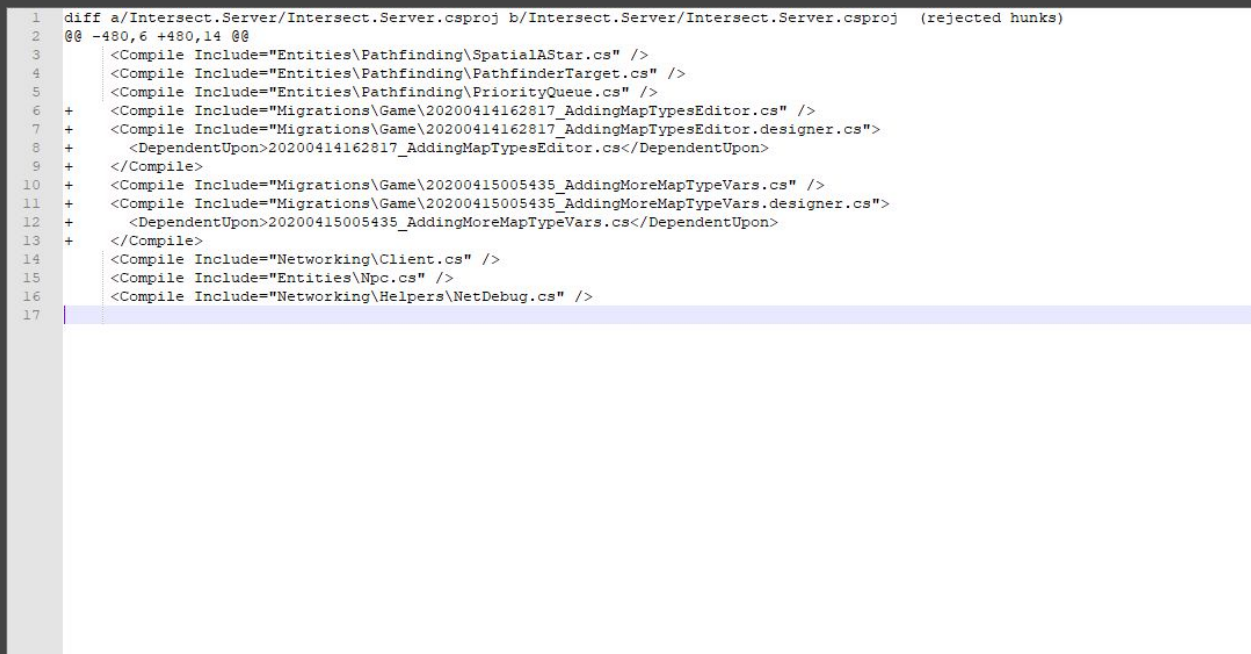 1 diff a/Intersect.Server/Intersect.Server.csproj b/Intersect.Server/Intersect.Server.csproj  (rejected hunks)
2 @@ -480,6 +480,14 @@
3      <Compile Include="Entities\Pathfinding\SpatialAStar.cs" />
4      <Compile Include="Entities\Pathfinding\PathfinderTarget.cs" />
5      <Compile Include="Entities\Pathfinding\PriorityQueue.cs" />
6 +    <Compile Include="Migrations\Game\20200414162817_AddingMapTypesEditor.cs" />
7 +    <Compile Include="Migrations\Game\20200414162817_AddingMapTypesEditor.designer.cs">
8 +      <DependentUpon>20200414162817_AddingMapTypesEditor.cs</DependentUpon>
9 +    </Compile>
10 +    <Compile Include="Migrations\Game\20200415005435_AddingMoreMapTypeVars.cs" />
11 +    <Compile Include="Migrations\Game\20200415005435_AddingMoreMapTypeVars.designer.cs">
12 +      <DependentUpon>20200415005435_AddingMoreMapTypeVars.cs</DependentUpon>
13 +    </Compile>
14      <Compile Include="Networking\Client.cs" />
15      <Compile Include="Entities\Npc.cs" />
16      <Compile Include="Networking\Helpers\NetDebug.cs" />
17